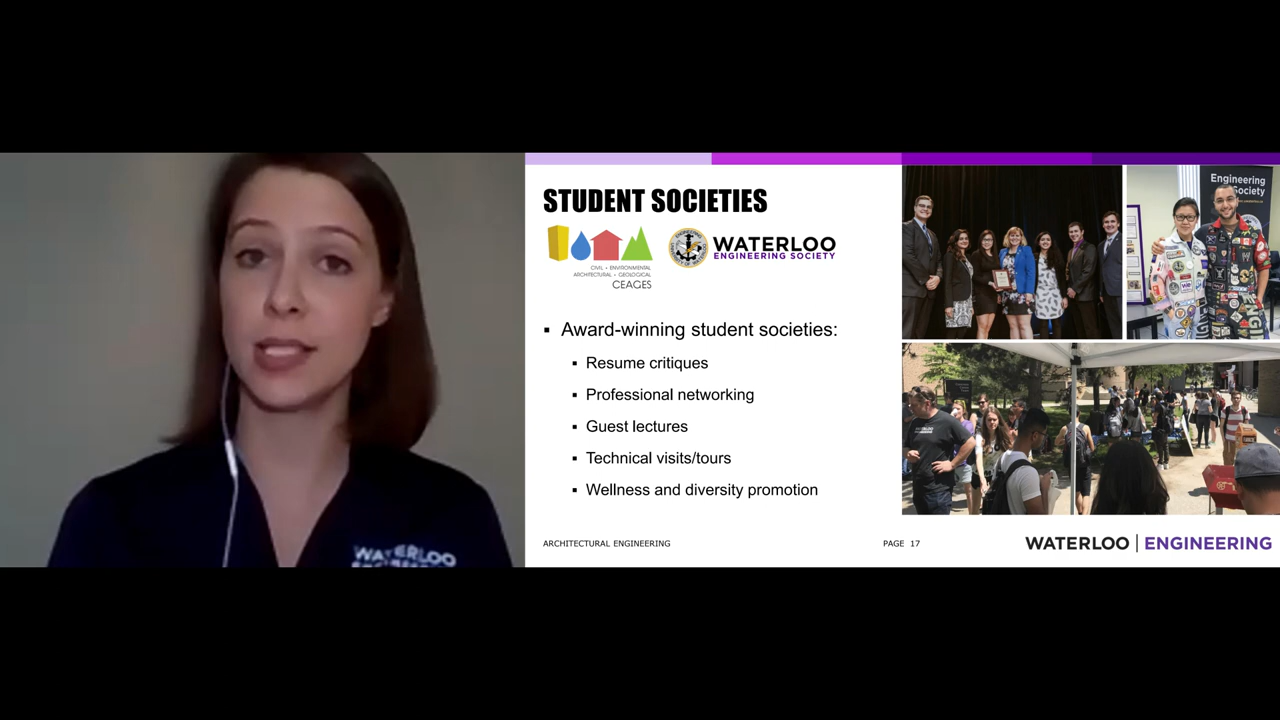 STUDENT SOCIETIES
CIVIL + ENVIRONMENTAL
ARCHITECTURAL + GEOLOGICAL
CEAGES
WATERLOO
ENGINEERING SOCIETY
▪ Award-winning student societies:
▪ Resume critiques
▪ Professional networking
▪ Guest lectures
▪ Technical visits/tours
▪ Wellness and diversity promotion
ARCHITECTURAL ENGINEERING
PAGE 17
WATERLOO | ENGINEERING
Engineering
Society
WATERLOO